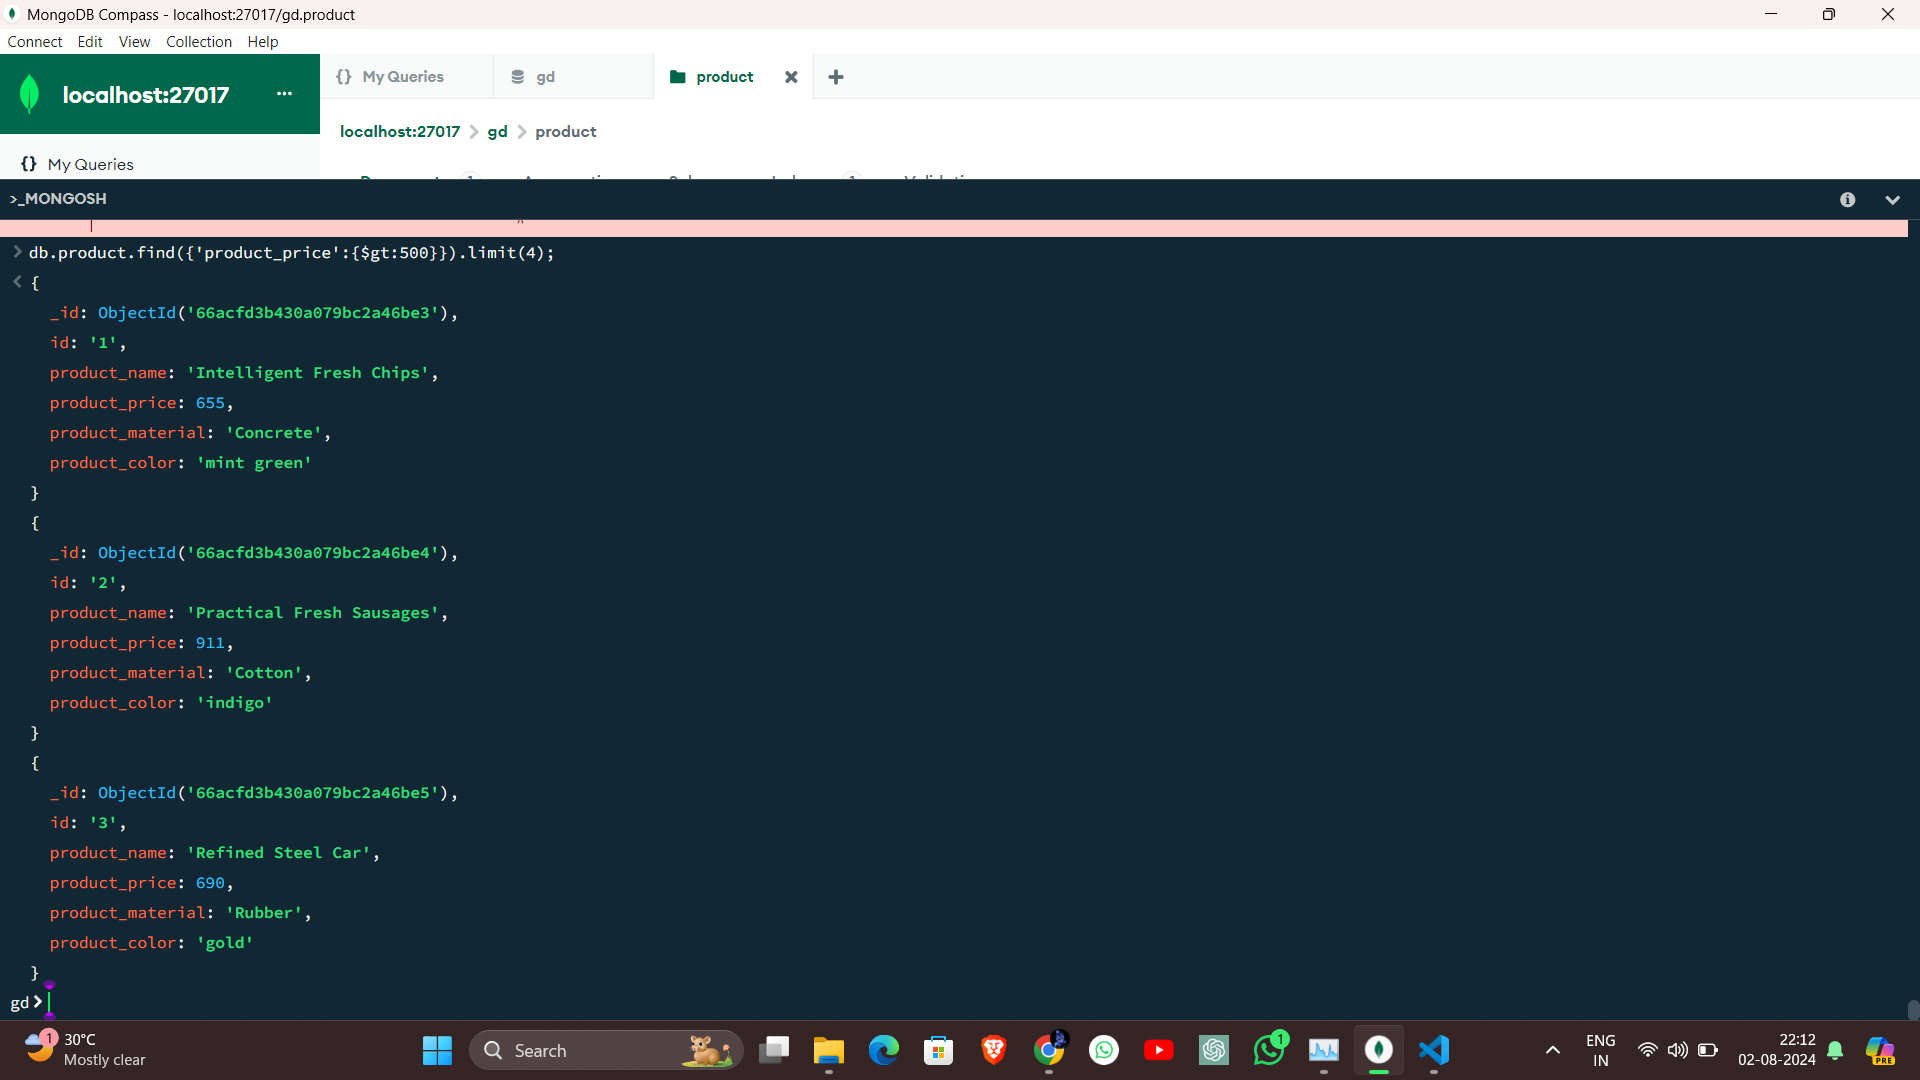 MongoDB Compass - localhost:27017/gd.product
Connect Edit View Collection Help
localhost:27017 ...
{} My Queries
gd
product
localhost:27017 > gd > product
{} My Queries
>_MONGOSH
> db.product.find({'product_price':{$gt:500}}).limit(4);
< {
_id: ObjectId('66acfd3b430a079bc2a46be3'),
id: '1',
product_name: 'Intelligent Fresh Chips',
product_price: 655,
product_material: 'Concrete',
product_color: 'mint green'
}
{
_id: ObjectId('66acfd3b430a079bc2a46be4'),
id: '2',
product_name: 'Practical Fresh Sausages',
product_price: 911,
product_material: 'Cotton',
product_color: 'indigo'
}
{
_id: ObjectId('66acfd3b430a079bc2a46be5'),
id: '3',
product_name: 'Refined Steel Car',
product_price: 690,
product_material: 'Rubber',
product_color: 'gold'
}
gd >
1
30°C
Mostly clear
Search
1
ENG
IN
22:12
02-08-2024
PRE